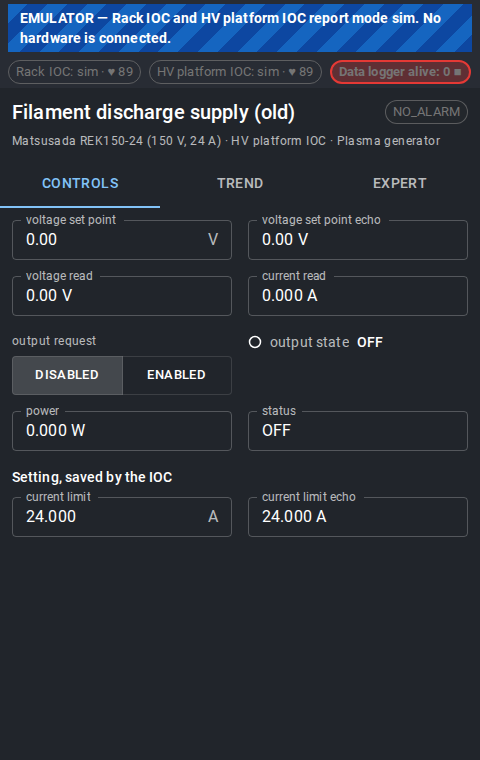 EMULATOR — Rack IOC and HV platform IOC report mode sim. No
hardware is connected.
Rack IOC: sim · ♥ 89
HV platform IOC: sim · ♥ 89
Data logger alive: 0 ■
Filament discharge supply (old)
NO_ALARM
Matsusada REK150-24 (150 V, 24 A) · HV platform IOC · Plasma generator
CONTROLS
TREND
EXPERT
voltage set point
0.00 V
voltage set point echo
0.00 V
voltage read
0.00 V
current read
0.000 A
output request
output state OFF
DISABLED
ENABLED
power
0.000 W
status
OFF
Setting, saved by the IOC
current limit
24.000 A
current limit echo
24.000 A